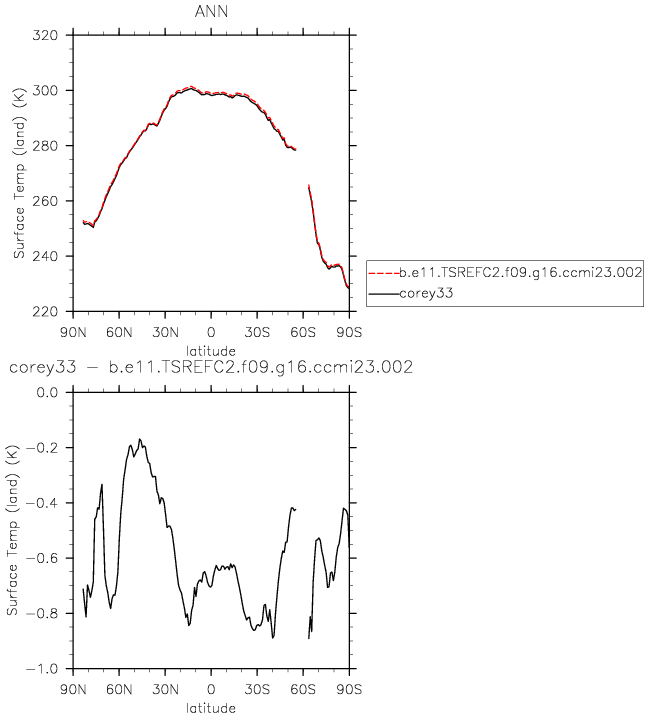 ANN
320
300
280
260
240
220
Surface Temp (land) (K)
90N 60N 30N 0 30S 60S 90S
latitude
b.e11.TSREFC2.f09.g16.ccmi23.002
corey33
corey33 − b.e11.TSREFC2.f09.g16.ccmi23.002
0.0
−0.2
−0.4
−0.6
−0.8
−1.0
Surface Temp (land) (K)
90N 60N 30N 0 30S 60S 90S
latitude